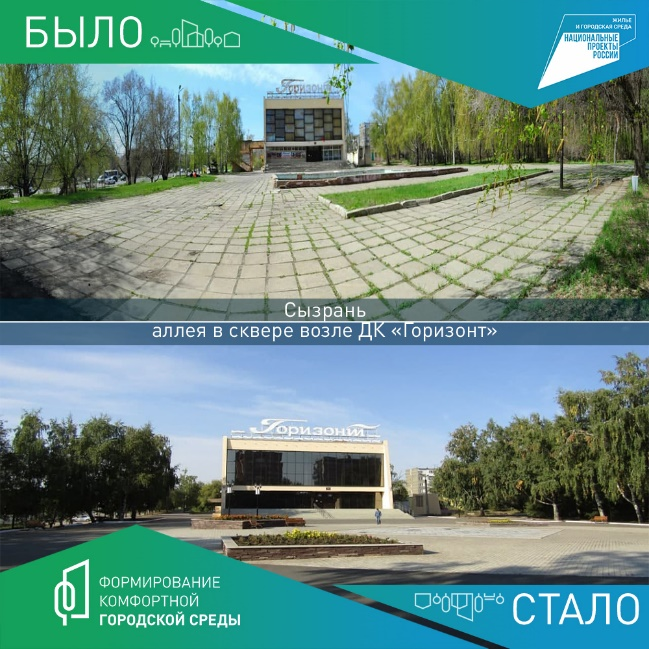 БЫЛО
ЖИЛЬЕ
И ГОРОДСКАЯ СРЕДА
НАЦИОНАЛЬНЫЕ
ПРОЕКТЫ
РОССИИ
Горизонт
Сызрань
аллея в сквере возле ДК «Горизонт»
Горизонт
ФОРМИРОВАНИЕ
КОМФОРТНОЙ
ГОРОДСКОЙ СРЕДЫ
СТАЛО